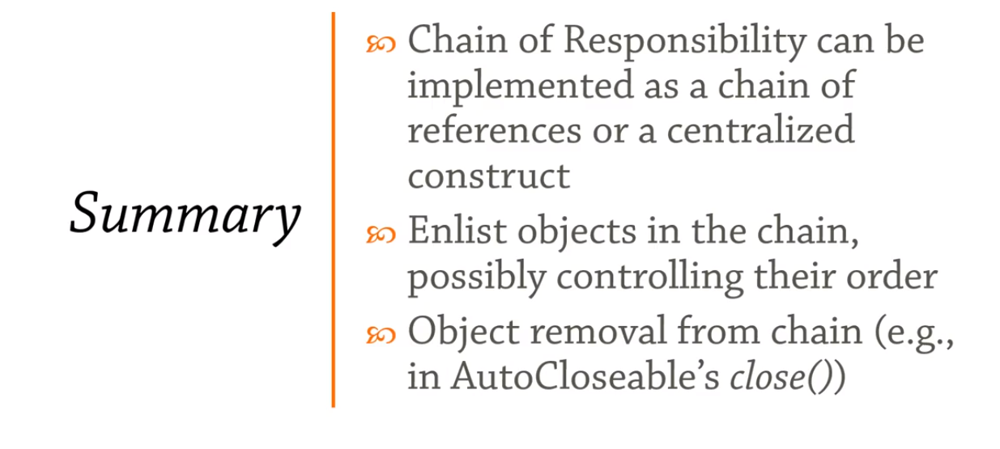 Summary
Chain of Responsibility can be
implemented as a chain of
references or a centralized
construct
Enlist objects in the chain,
possibly controlling their order
Object removal from chain (e.g.,
in AutoCloseable’s close())